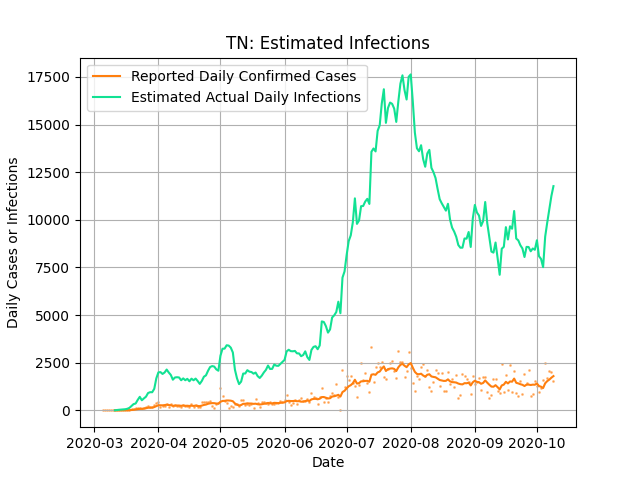 TN: Estimated Infections
Reported Daily Confirmed Cases
Estimated Actual Daily Infections
17500
15000
12500
10000
7500
5000
2500
0
Daily Cases or Infections
2020-03 2020-04 2020-05 2020-06 2020-07 2020-08 2020-09 2020-10
Date